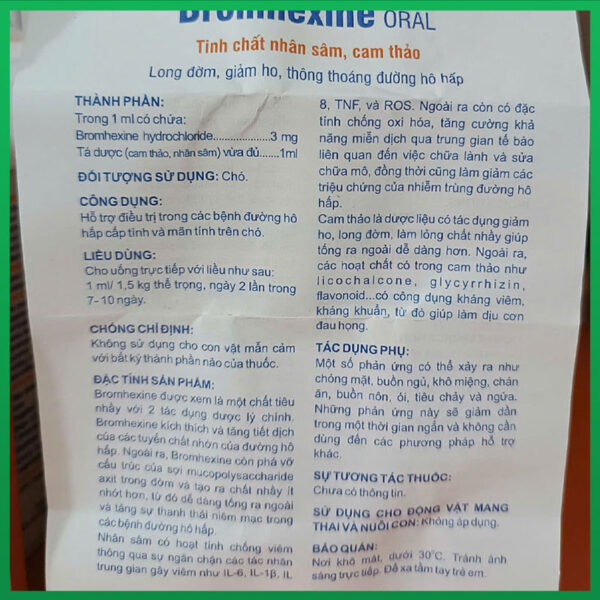 Bromhexine ORAL
Tinh chất nhân sâm, cam thảo
Long đờm, giảm ho, thông thoáng đường hô hấp
THÀNH PHẦN:
Trong 1 ml có chứa:
Bromhexine hydrochloride...............3 mg
Tá dược (cam thảo, nhân sâm) vừa đủ......1ml
ĐỐI TƯỢNG SỬ DỤNG: Chó.
CÔNG DỤNG:
Hỗ trợ điều trị trong các bệnh đường hô
hấp cấp tính và mãn tính trên chó.
LIỀU DÙNG:
Cho uống trực tiếp với liều như sau:
1 ml/ 1,5 kg thể trọng, ngày 2 lần trong
7- 10 ngày.
CHỐNG CHỈ ĐỊNH:
Không sử dụng cho con vật mẫn cảm
với bất kỳ thành phần nào của thuốc.
ĐẶC TÍNH SẢN PHẨM:
Bromhexine được xem là một chất tiêu
nhầy với 2 tác dụng dược lý chính.
Bromhexine kích thích và tăng tiết dịch
của các tuyến chất nhờn của đường hô
hấp. Ngoài ra, Bromhexine còn phá vỡ
cấu trúc của sợi mucopolysaccharide
axit trong đờm và tạo ra chất nhầy ít
nhớt hơn, từ đó dễ dàng tống ra ngoài
và tăng sự thanh thải niêm mạc trong
các bệnh đường hô hấp.
Nhân sâm có hoạt tính chống viêm
thông qua sự ngăn chặn các tác nhân
trung gian gây viêm như IL-6, IL-1β, IL
8, TNF, và ROS. Ngoài ra còn có đặc
tính chống oxi hóa, tăng cường khả
năng miễn dịch qua trung gian tế bào
liên quan đến việc chữa lành và sửa
chữa mô, đồng thời cũng làm giảm các
triệu chứng của nhiễm trùng đường hô
hấp.
Cam thảo là dược liệu có tác dụng giảm
ho, long đờm, làm lỏng chất nhầy giúp
tống ra ngoài dễ dàng hơn. Ngoài ra,
các hoạt chất có trong cam thảo như
licochalcone, glycyrrhizin,
flavonoid...có công dụng kháng viêm,
kháng khuẩn, từ đó giúp làm dịu cơn
đau họng.
TÁC DỤNG PHỤ:
Một số phản ứng có thể xảy ra như
chóng mặt, buồn ngủ, khô miệng, chán
ăn, buồn nôn, ói, tiêu chảy và ngứa.
Những phản ứng này sẽ giảm dần
trong một thời gian ngắn và không cần
dùng đến các phương pháp hỗ trợ
khác.
SỰ TƯƠNG TÁC THUỐC:
Chưa có thông tin.
SỬ DỤNG CHO ĐỘNG VẬT MANG
THAI VÀ NUÔI CON: Không áp dụng.
BẢO QUẢN:
Nơi khô mát, dưới 30°C. Tránh ánh
sáng trực tiếp. Để xa tầm tay trẻ em.